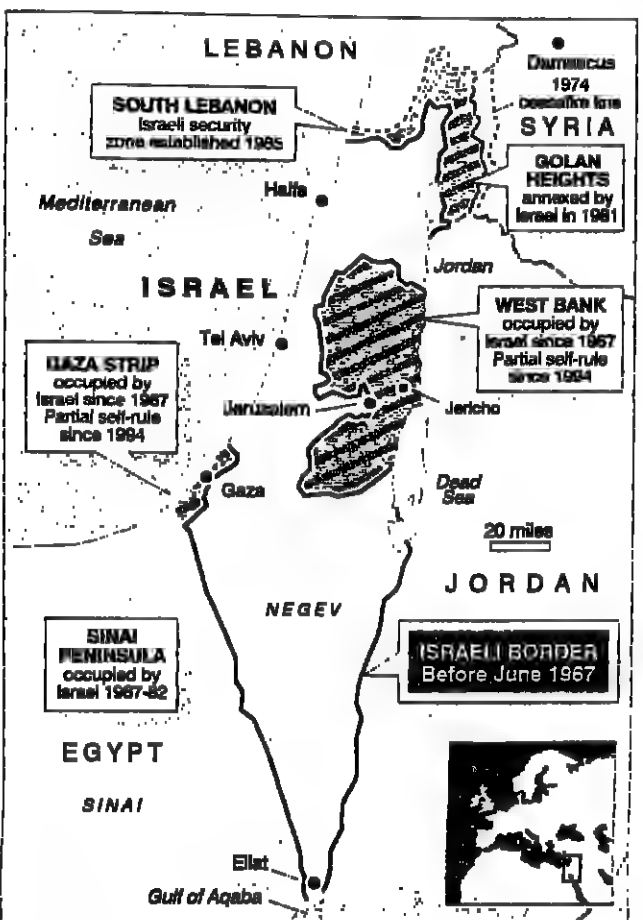 LEBANON
Damascus
1974
ceasefire line
SYRIA
SOUTH LEBANON
Israeli security
zone established 1985
GOLAN
HEIGHTS
annexed by
Israel in 1981
Haifa
Mediterranean
Sea
Jordan
ISRAEL
WEST BANK
occupied by
Israel since 1967
Partial self-rule
since 1994
Tel Aviv
GAZA STRIP
occupied by
Israel since 1967
Partial self-rule
since 1994
Jerusalem
Jericho
Gaza
Dead
Sea
20 miles
JORDAN
NEGEV
SINAI
PENINSULA
occupied by
Israel 1967-82
ISRAELI BORDER
Before June 1967
EGYPT
SINAI
Eilat
Gulf of Aqaba